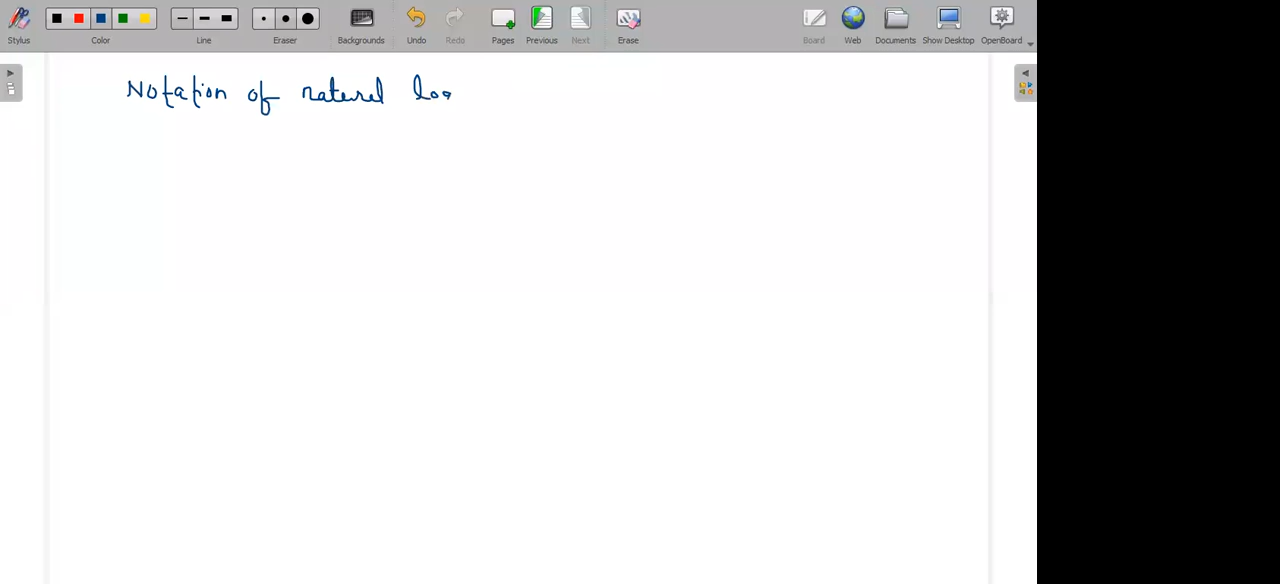 Stylus
Color
Line
Eraser
Backgrounds
Undo
Redo
Pages
Previous
Next
Erase
Board
Web
Documents
Show Desktop
OpenBoard
Notation of natural